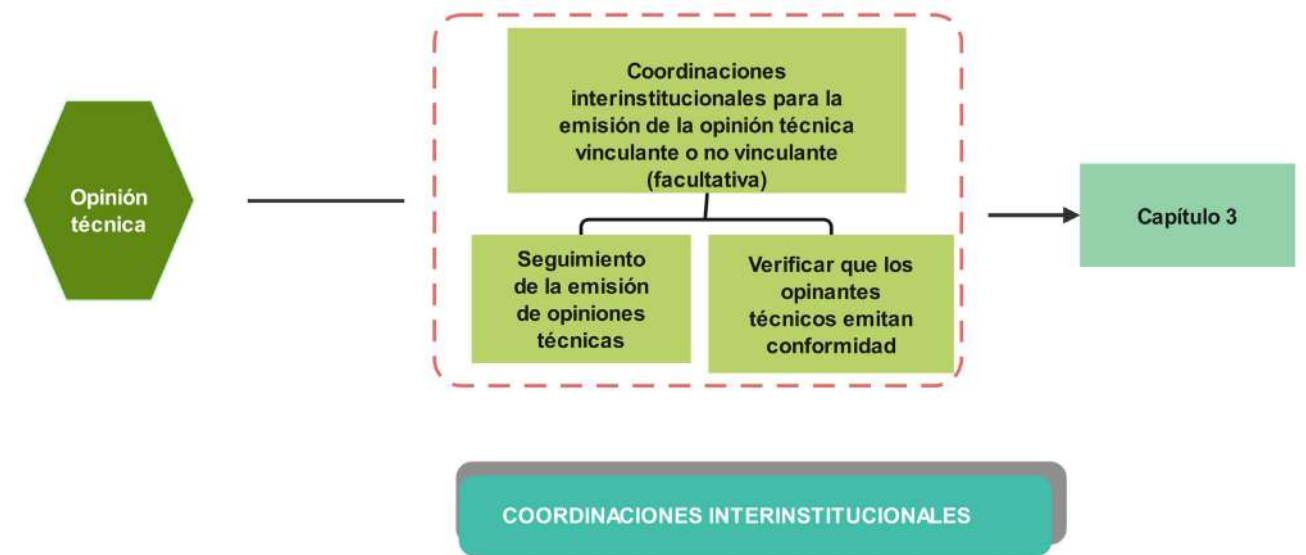 Opinión
técnica
Coordinaciones
interinstitucionales para la
emisión de la opinión técnica
vinculante o no vinculante
(facultativa)
Seguimiento
de la emisión
de opiniones
técnicas
Verificar que los
opinantes
técnicos emitan
conformidad
Capítulo 3
COORDINACIONES INTERINSTITUCIONALES